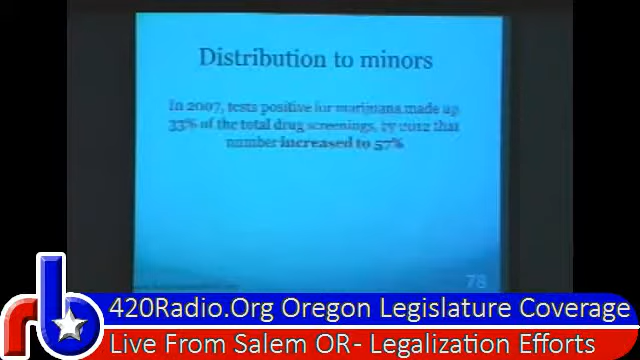 Distribution to minors
In 2007, tests positive for marijuana made up
33% of the total drug screenings, by 2012 that
number increased to 57%
78
420Radio.Org Oregon Legislature Coverage
Live From Salem OR- Legalization Efforts